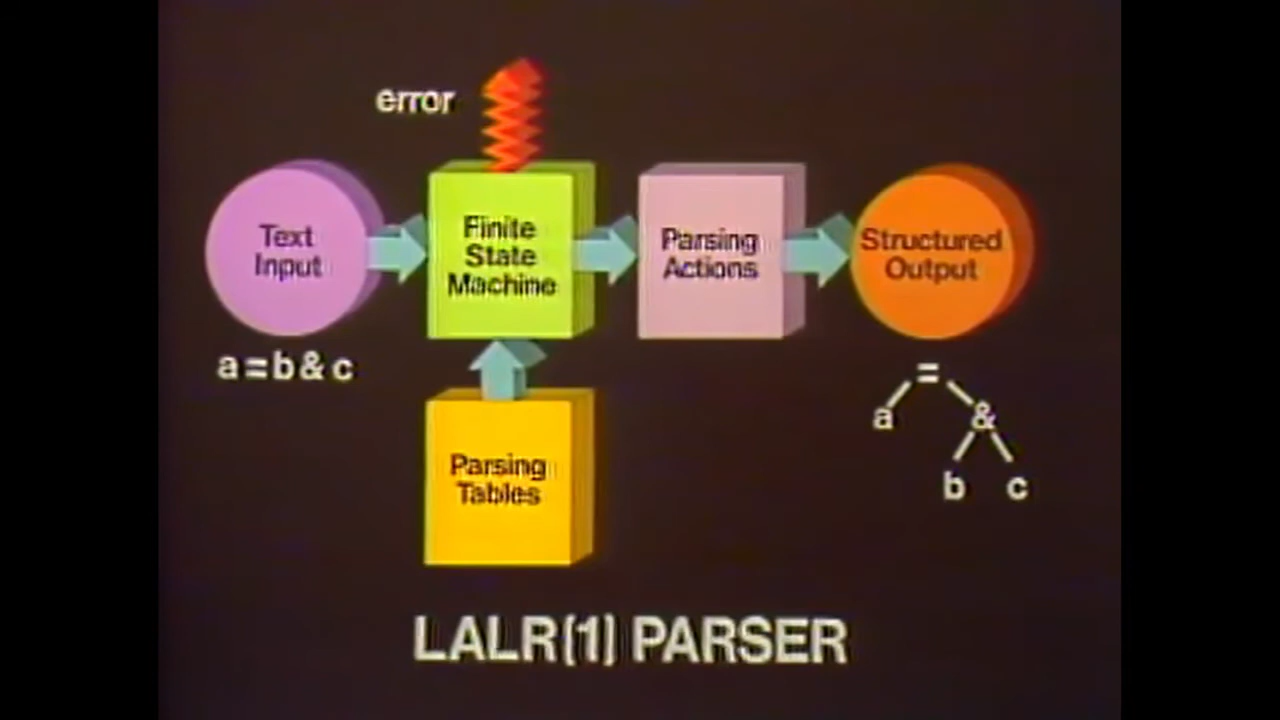 error
Text
Input
Finite
State
Machine
Parsing
Actions
Structured
Output
a=b&c
=
a &
b c
Parsing
Tables
LALR(1) PARSER